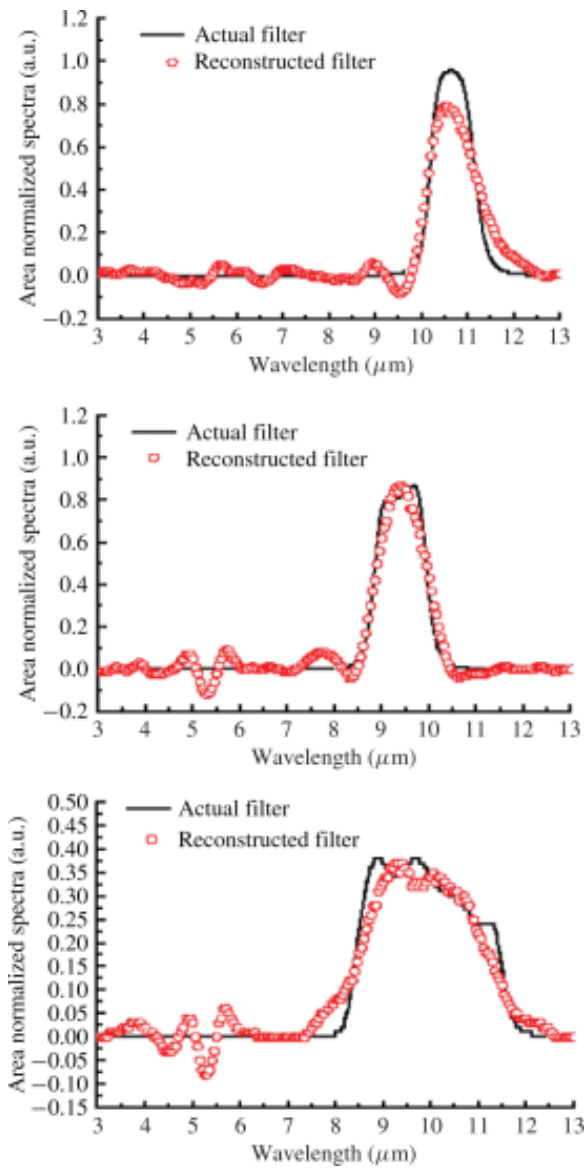 Actual filter
Reconstructed filter
Area normalized spectra (a.u.)
1.2
1.0
0.8
0.6
0.4
0.2
0.0
−0.2
3 4 5 6 7 8 9 10 11 12 13
Wavelength (μm)
Actual filter
Reconstructed filter
Area normalized spectra (a.u.)
1.2
1.0
0.8
0.6
0.4
0.2
0.0
−0.2
3 4 5 6 7 8 9 10 11 12 13
Wavelength (μm)
Actual filter
Reconstructed filter
Area normalized spectra (a.u.)
0.50
0.45
0.40
0.35
0.30
0.25
0.20
0.15
0.10
0.05
0.00
−0.05
−0.10
−0.15
3 4 5 6 7 8 9 10 11 12 13
Wavelength (μm)